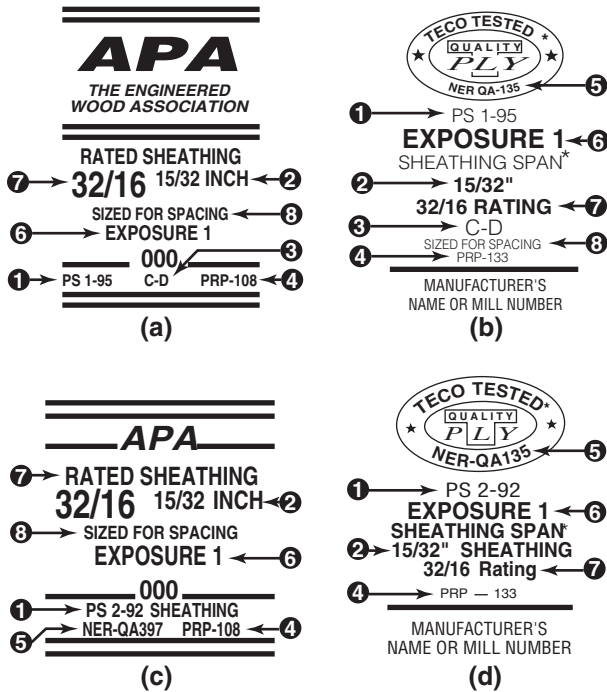 APA
THE ENGINEERED
WOOD ASSOCIATION
RATED SHEATHING
7 32/16 15/32 INCH 2
SIZED FOR SPACING 8
6 EXPOSURE 1
000 3
1 PS 1-95 C-D PRP-108 4
(a)
TECO TESTED *
QUALITY
PLY
NER QA-135 5
1 PS 1-95
EXPOSURE 1 6
SHEATHING SPAN*
2 15/32"
32/16 RATING 7
3 C-D
SIZED FOR SPACING 8
4 PRP-133
MANUFACTURER'S
NAME OR MILL NUMBER
(b)
APA
7 RATED SHEATHING
32/16 15/32 INCH 2
8 SIZED FOR SPACING
EXPOSURE 1 6
000
1 PS 2-92 SHEATHING
5 NER-QA397 PRP-108 4
(c)
TECO TESTED*
QUALITY
PLY
NER-QA135 5
1 PS 2-92
EXPOSURE 1 6
SHEATHING SPAN*
2 15/32" SHEATHING
32/16 Rating 7
4 PRP — 133
MANUFACTURER'S
NAME OR MILL NUMBER
(d)